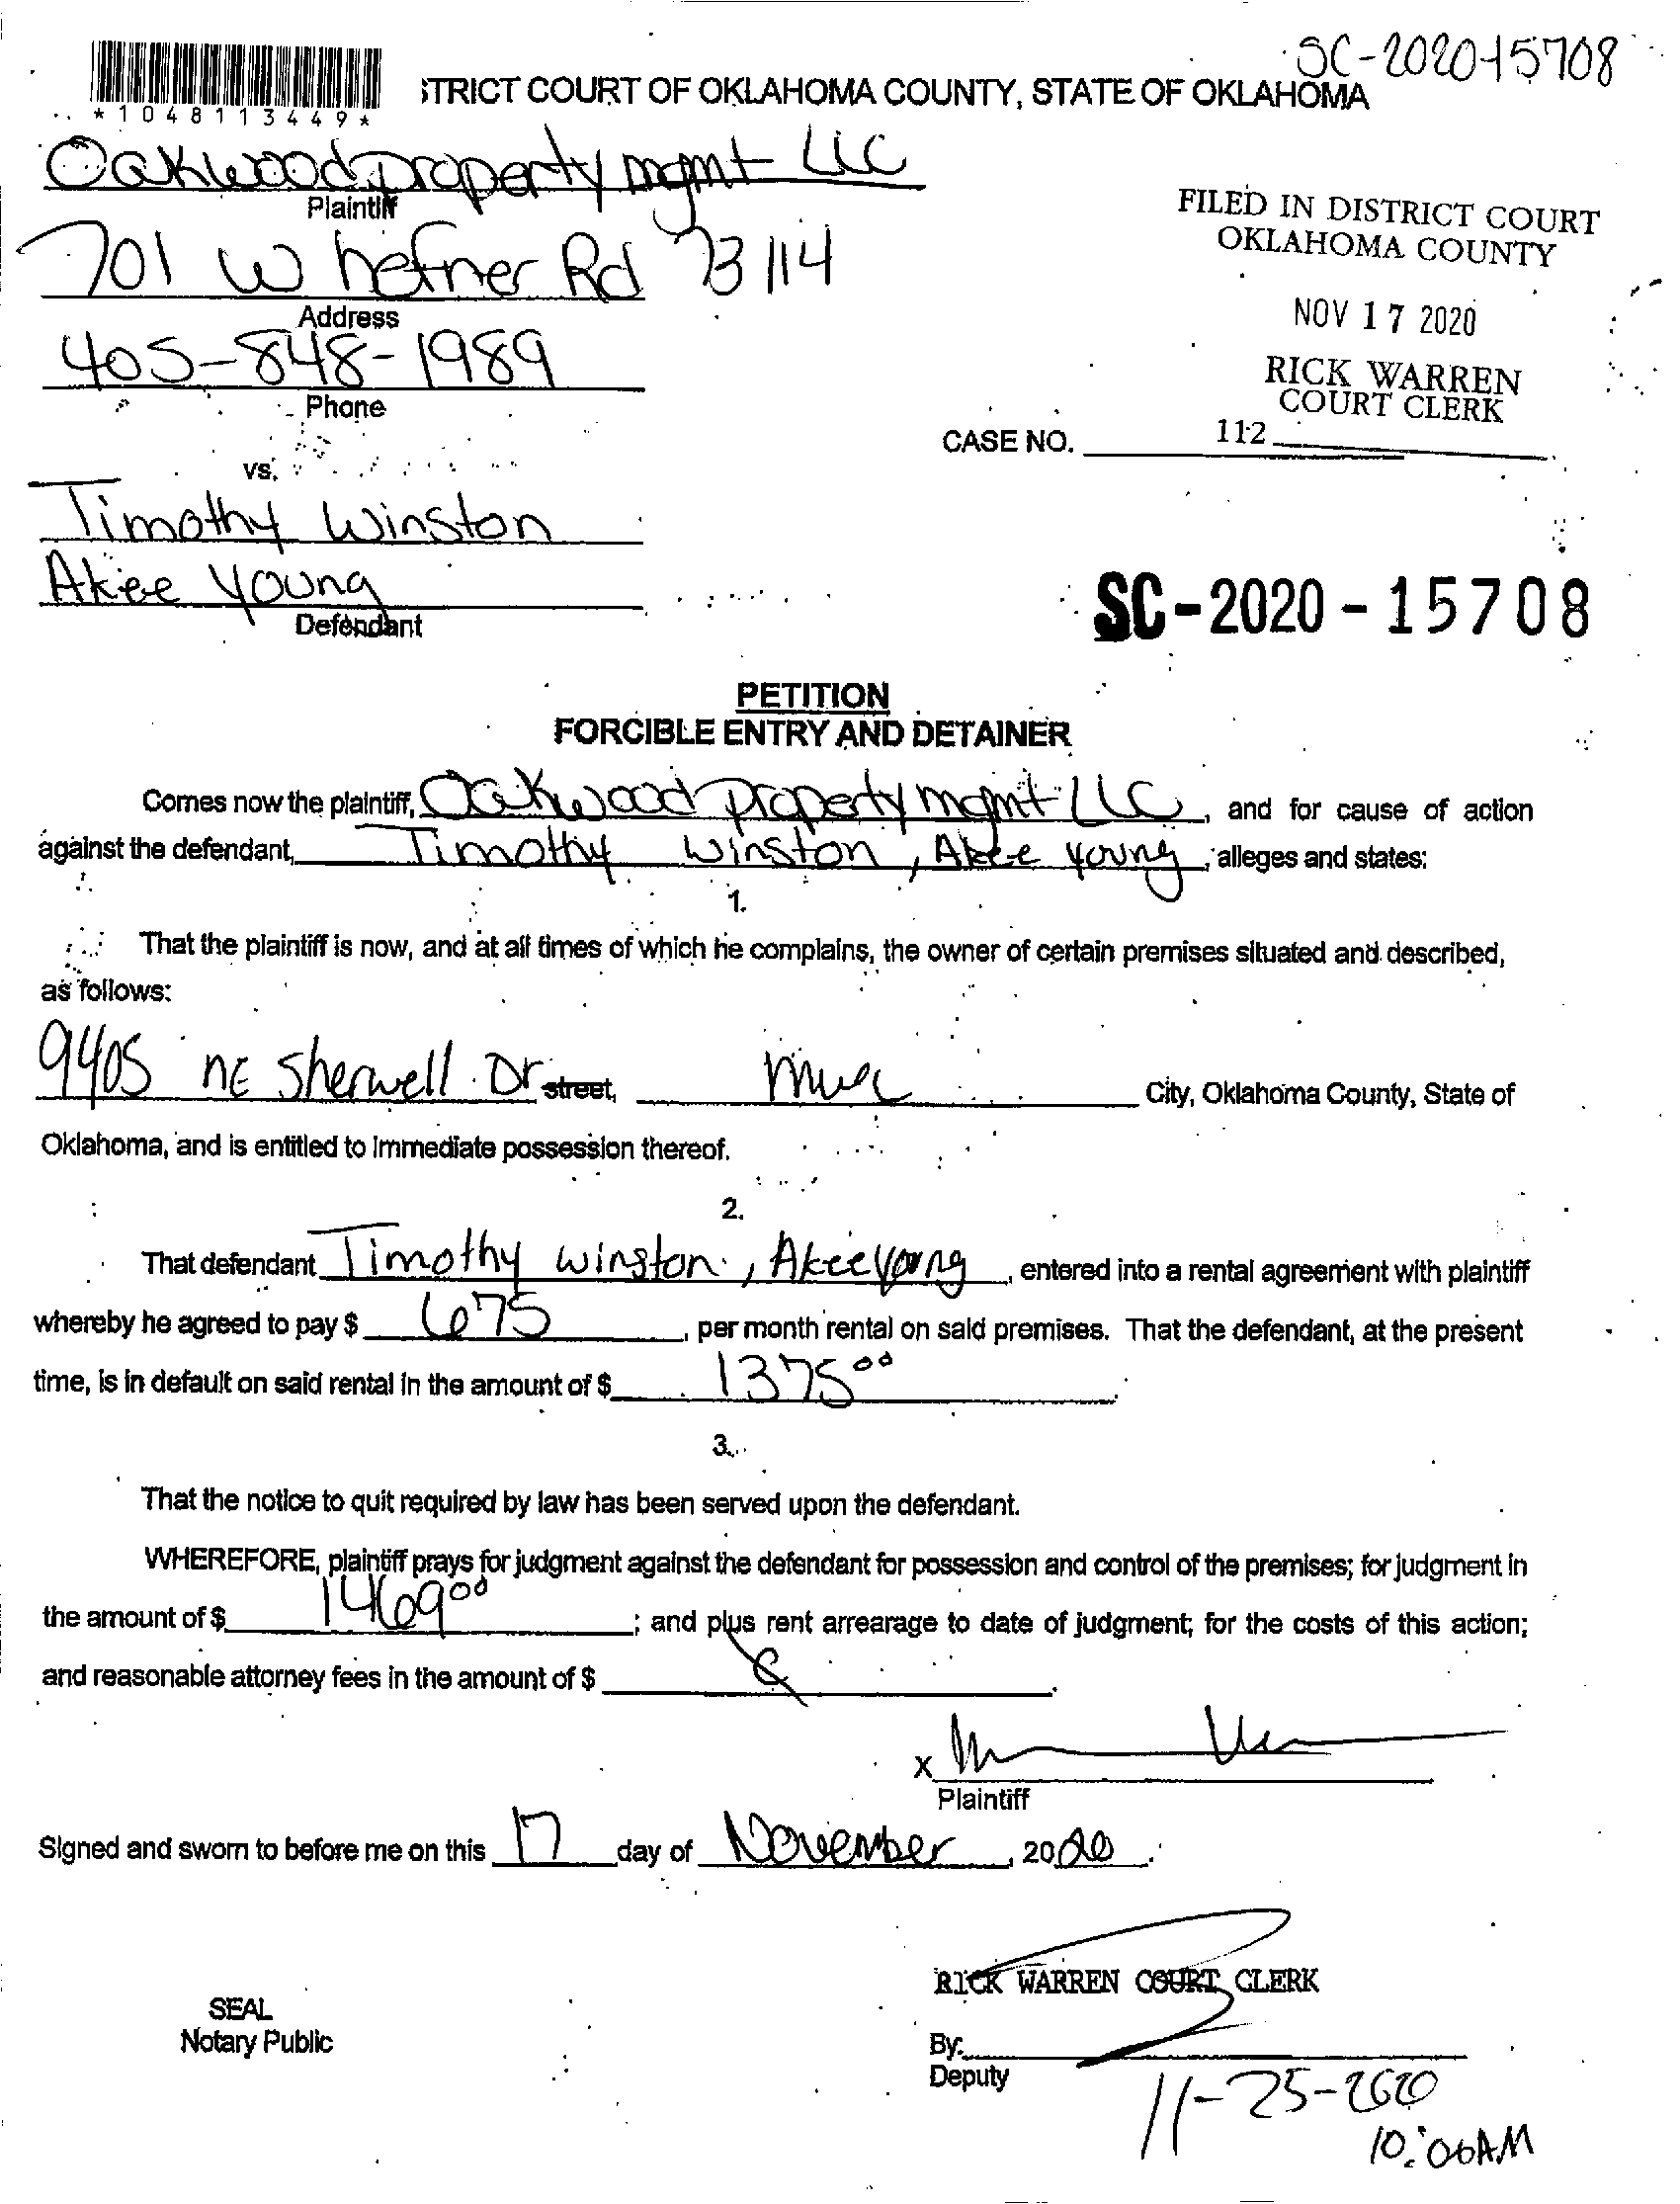 SC-2020-15708
*1048113449*
STRICT COURT OF OKLAHOMA COUNTY, STATE OF OKLAHOMA
Oakwood property mgmt LLC
Plaintiff
FILED IN DISTRICT COURT
OKLAHOMA COUNTY
701 W hefner Rd 73114
Address
NOV 17 2020
405-848-1989
Phone
RICK WARREN
COURT CLERK
CASE NO. 112
vs.
Timothy Winston
Akee Young
Defendant
SC-2020-15708
PETITION
FORCIBLE ENTRY AND DETAINER
Comes now the plaintiff, Oakwood property mgmt LLC, and for cause of action
against the defendant, Timothy Winston, Akee Young, alleges and states:
1.
That the plaintiff is now, and at all times of which he complains, the owner of certain premises situated and described,
as follows:
9405 NE Sherwell Dr street, mwc City, Oklahoma County, State of
Oklahoma, and is entitled to immediate possession thereof.
2.
That defendant Timothy winston, Akee Young, entered into a rental agreement with plaintiff
whereby he agreed to pay $ 675, per month rental on said premises. That the defendant, at the present
time, is in default on said rental in the amount of $ 1375 00.
3.
That the notice to quit required by law has been served upon the defendant.
WHEREFORE, plaintiff prays for judgment against the defendant for possession and control of the premises; for judgment in
the amount of $ 1469 00; and plus rent arrearage to date of judgment; for the costs of this action;
and reasonable attorney fees in the amount of $
x
Plaintiff
Signed and sworn to before me on this 17 day of November, 2020.
RICK WARREN COURT CLERK
SEAL
Notary Public
By:
Deputy
11-25-2020
10:00AM